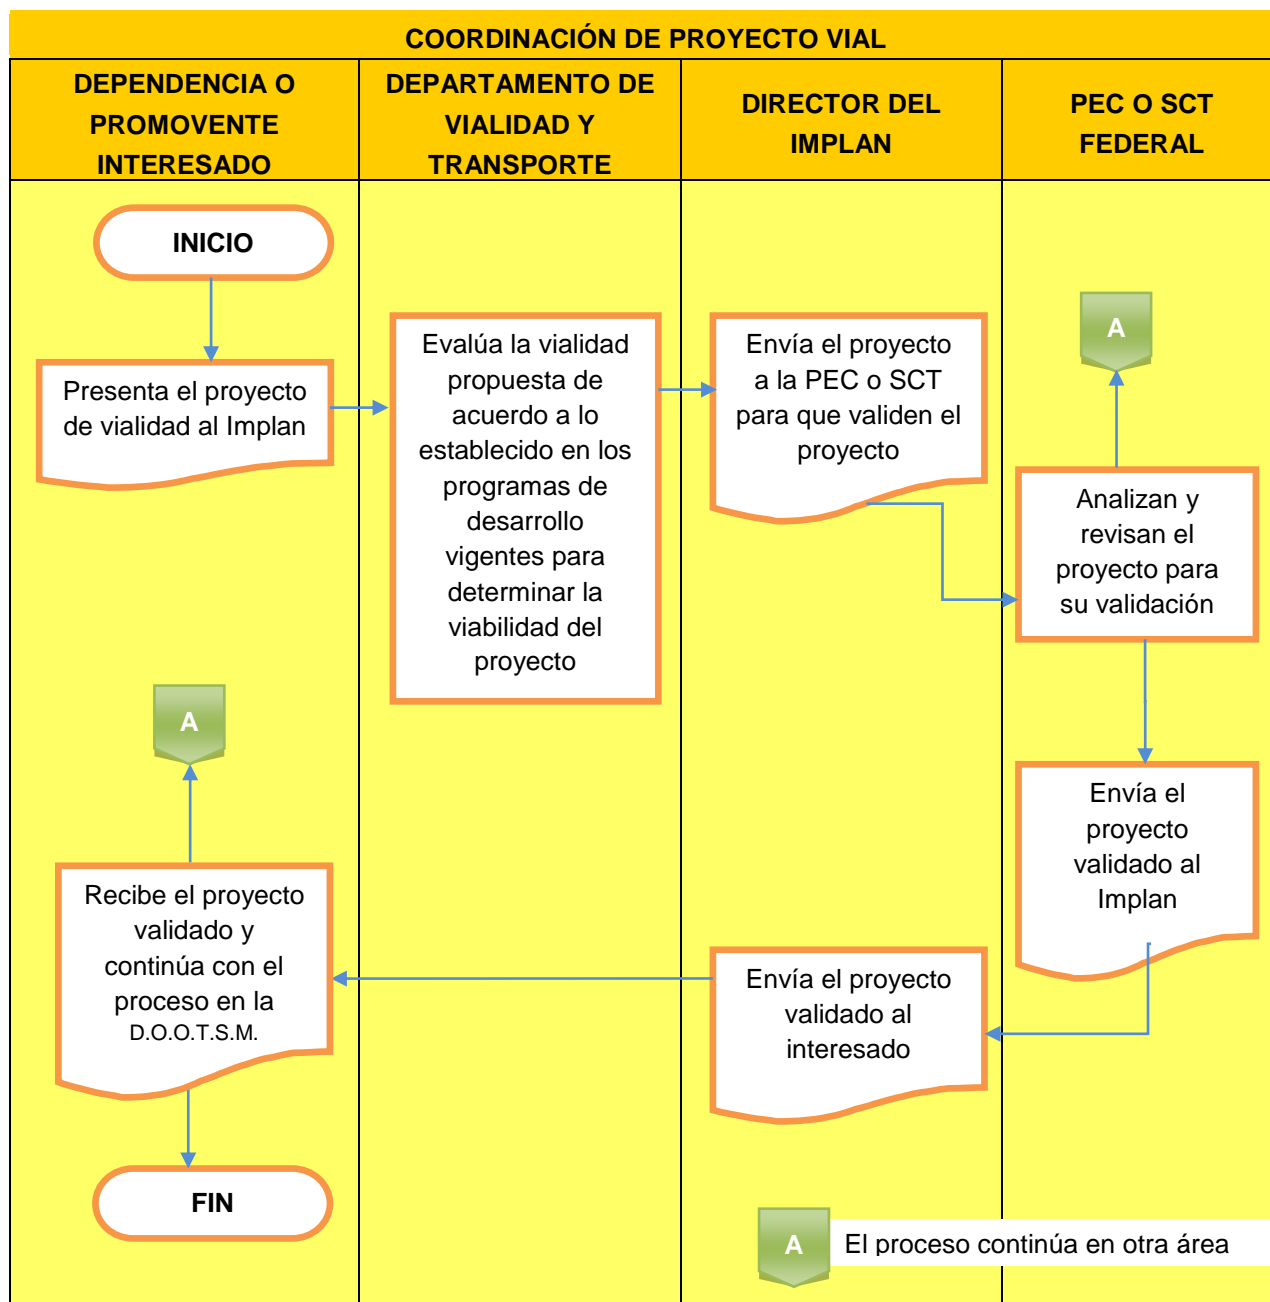 COORDINACIÓN DE PROYECTO VIAL
DEPENDENCIA O
PROMOVENTE
INTERESADO
DEPARTAMENTO DE
VIALIDAD Y
TRANSPORTE
DIRECTOR DEL
IMPLAN
PEC O SCT
FEDERAL
INICIO
Presenta el proyecto
de vialidad al Implan
Evalúa la vialidad
propuesta de
acuerdo a lo
establecido en los
programas de
desarrollo
vigentes para
determinar la
viabilidad del
proyecto
Envía el proyecto
a la PEC o SCT
para que validen el
proyecto
A
Analizan y
revisan el
proyecto para
su validación
Envía el
proyecto
validado al
Implan
Envía el proyecto
validado al
interesado
A
Recibe el proyecto
validado y
continúa con el
proceso en la
D.O.O.T.S.M.
FIN
A
El proceso continúa en otra área